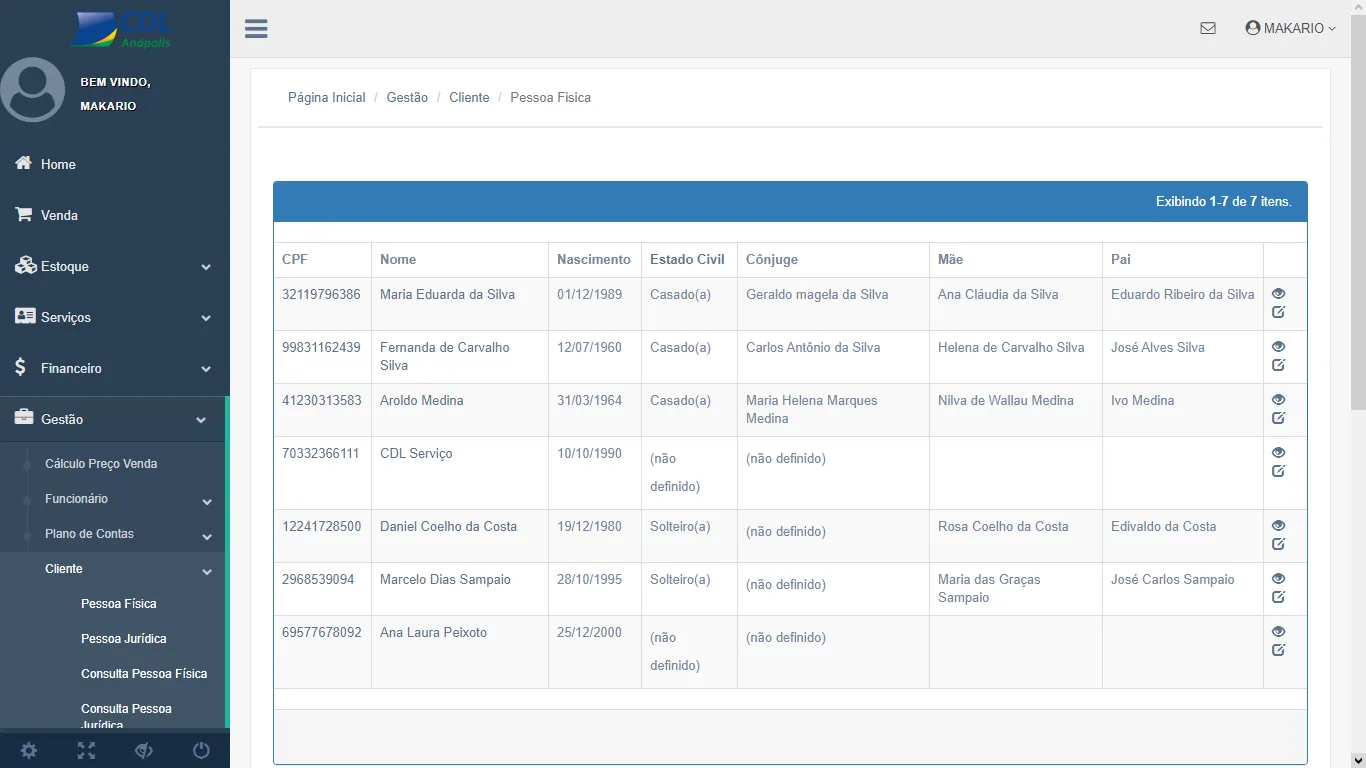 CDL
Anápolis
BEM VINDO,
MAKARIO
Home
Venda
Estoque
Serviços
Financeiro
Gestão
Cálculo Preço Venda
Funcionário
Plano de Contas
Cliente
Pessoa Física
Pessoa Jurídica
Consulta Pessoa Física
Consulta Pessoa
Jurídica
MAKARIO
Página Inicial / Gestão / Cliente / Pessoa Fisica
Exibindo 1-7 de 7 itens.
CPF Nome Nascimento Estado Civil Cônjuge Mãe Pai
32119796386 Maria Eduarda da Silva 01/12/1989 Casado(a) Geraldo magela da Silva Ana Cláudia da Silva Eduardo Ribeiro da Silva
99831162439 Fernanda de Carvalho 12/07/1960 Casado(a) Carlos Antônio da Silva Helena de Carvalho Silva José Alves Silva
Silva
41230313583 Aroldo Medina 31/03/1964 Casado(a) Maria Helena Marques Nilva de Wallau Medina Ivo Medina
Medina
70332366111 CDL Serviço 10/10/1990 (não (não definido)
definido)
12241728500 Daniel Coelho da Costa 19/12/1980 Solteiro(a) (não definido) Rosa Coelho da Costa Edivaldo da Costa
2968539094 Marcelo Dias Sampaio 28/10/1995 Solteiro(a) (não definido) Maria das Graças José Carlos Sampaio
Sampaio
69577678092 Ana Laura Peixoto 25/12/2000 (não (não definido)
definido)